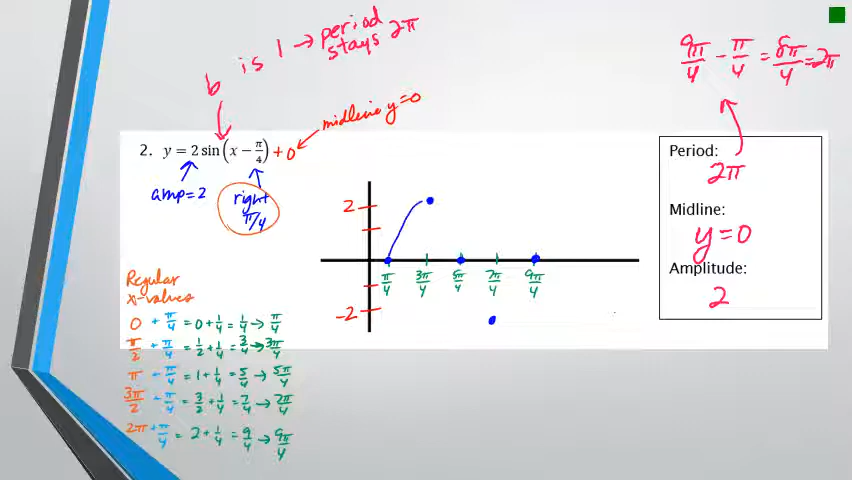 b is 1 → period
stays 2π
9π/4 − π/4 = 8π/4 = 2π
midline y=0
2. y = 2 sin(x − π/4) + 0
amp=2
right
π/4
Period:
2π
Midline:
y=0
Amplitude:
2
2
-2
π/4 3π/4 5π/4 7π/4 9π/4
Regular
x-values
0 + π/4 = 0 + 1/4 = 1/4 → π/4
π/2 + π/4 = 1/2 + 1/4 = 3/4 → 3π/4
π + π/4 = 1 + 1/4 = 5/4 → 5π/4
3π/2 + π/4 = 3/2 + 1/4 = 7/4 → 7π/4
2π + π/4 = 2 + 1/4 = 9/4 → 9π/4